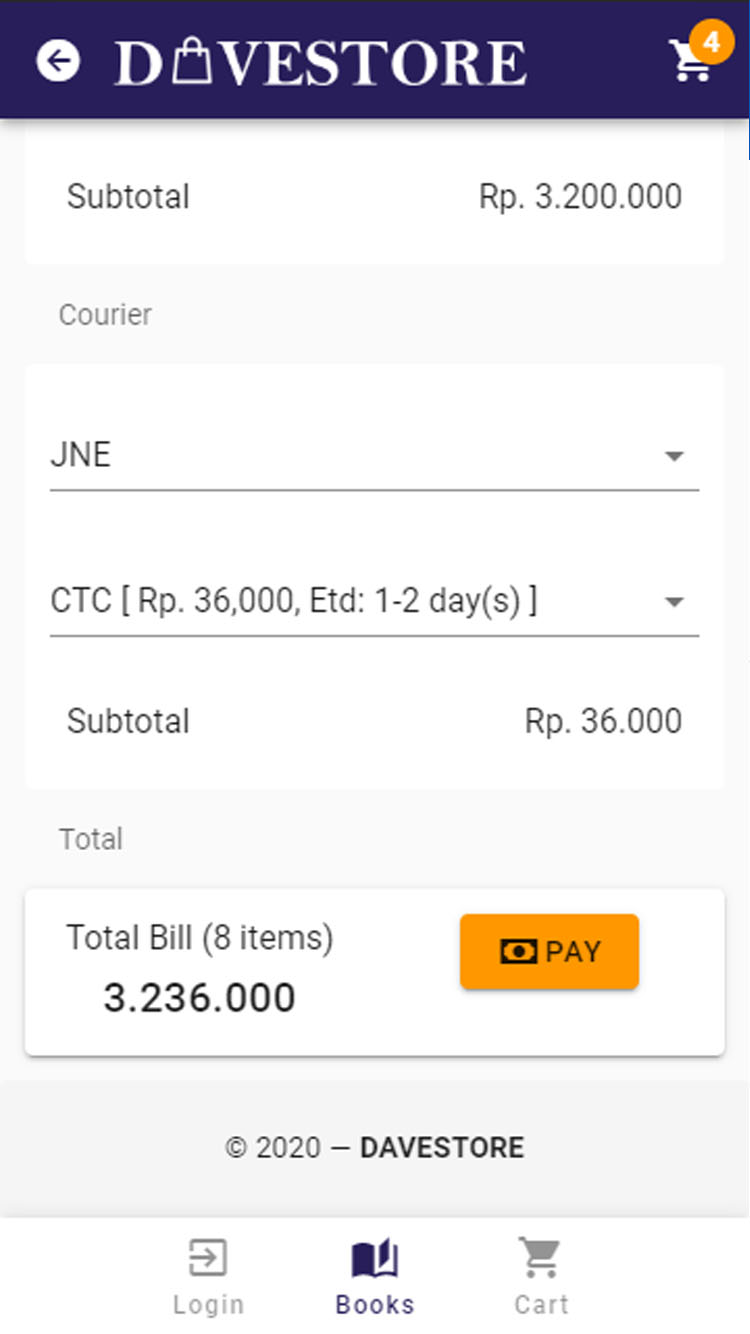 DAVESTORE
4
Subtotal Rp. 3.200.000
Courier
JNE
CTC [ Rp. 36,000, Etd: 1-2 day(s) ]
Subtotal Rp. 36.000
Total
Total Bill (8 items)
PAY
3.236.000
© 2020 — DAVESTORE
Login Books Cart